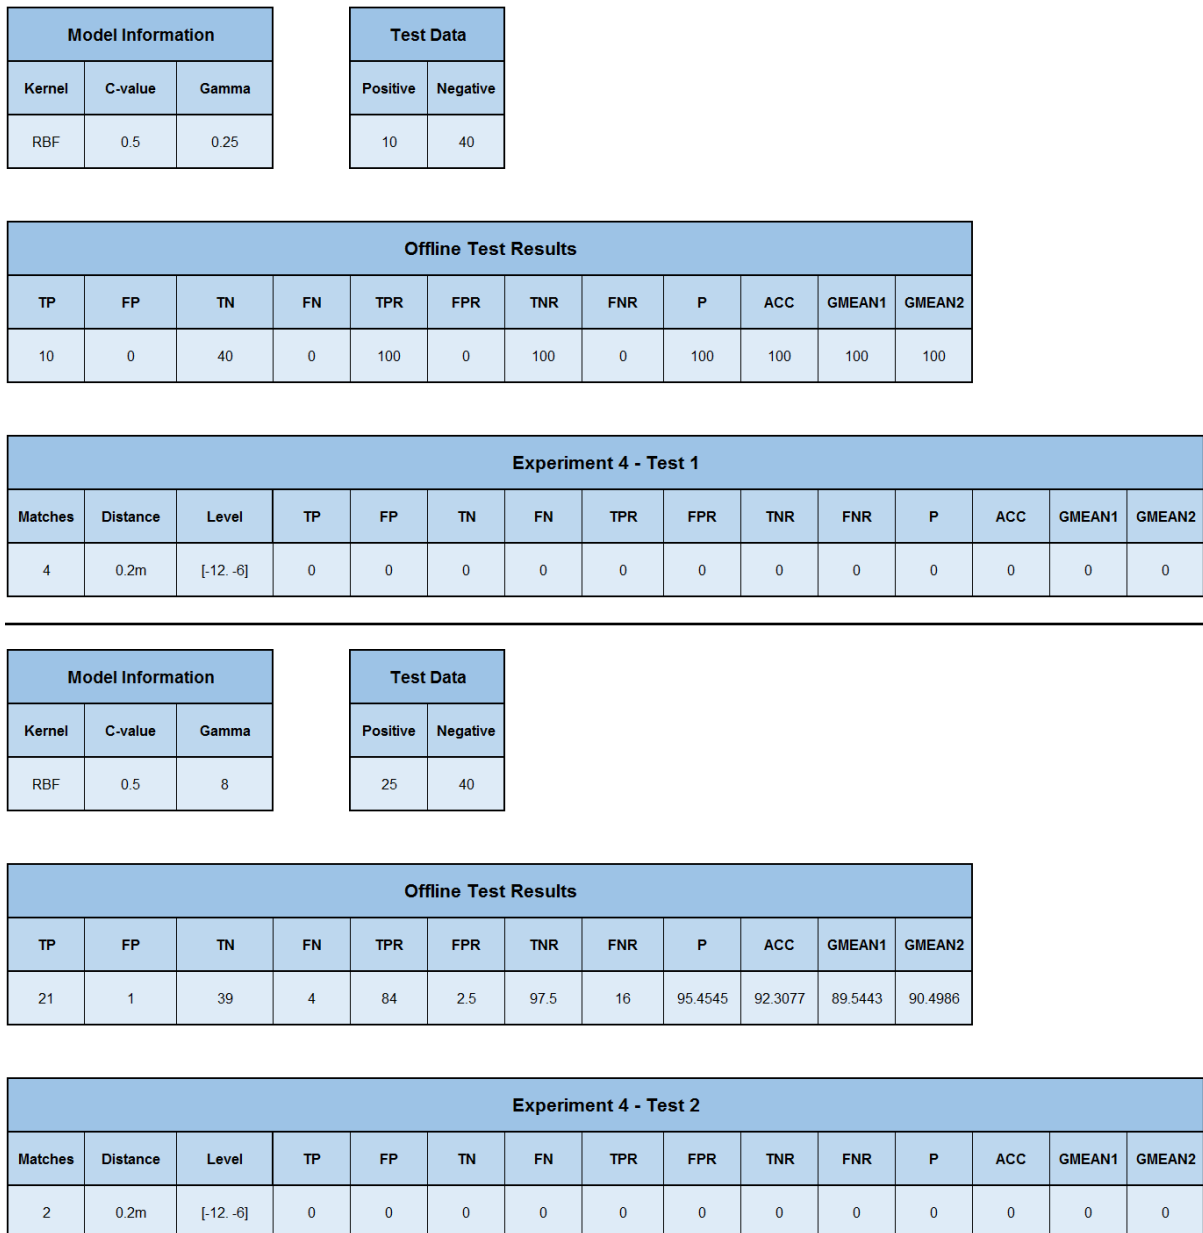 Model Information Test Data
Kernel C-value Gamma Positive Negative
RBF 0.5 0.25 10 40
Offline Test Results
TP FP TN FN TPR FPR TNR FNR P ACC GMEAN1 GMEAN2
10 0 40 0 100 0 100 0 100 100 100 100
Experiment 4 - Test 1
Matches Distance Level TP FP TN FN TPR FPR TNR FNR P ACC GMEAN1 GMEAN2
4 0.2m [-12. -6] 0 0 0 0 0 0 0 0 0 0 0 0
Model Information Test Data
Kernel C-value Gamma Positive Negative
RBF 0.5 8 25 40
Offline Test Results
TP FP TN FN TPR FPR TNR FNR P ACC GMEAN1 GMEAN2
21 1 39 4 84 2.5 97.5 16 95.4545 92.3077 89.5443 90.4986
Experiment 4 - Test 2
Matches Distance Level TP FP TN FN TPR FPR TNR FNR P ACC GMEAN1 GMEAN2
2 0.2m [-12. -6] 0 0 0 0 0 0 0 0 0 0 0 0